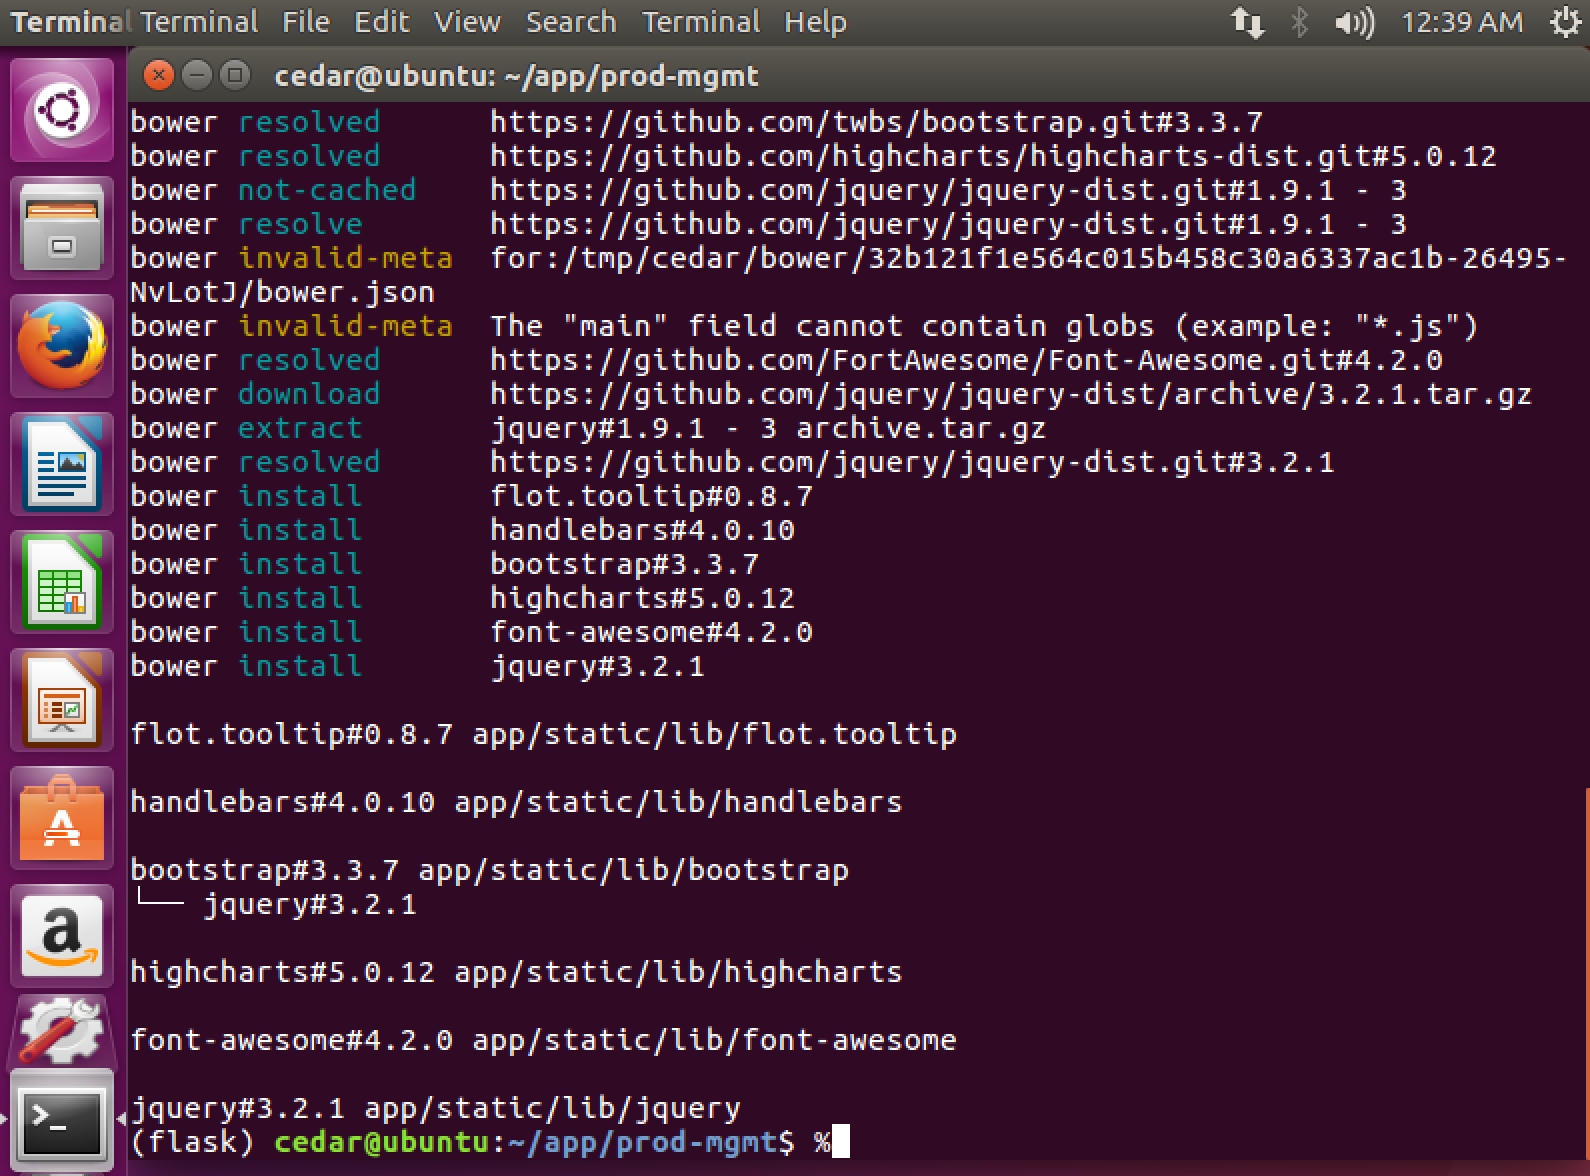 Terminal Terminal File Edit View Search Terminal Help 12:39 AM
cedar@ubuntu: ~/app/prod-mgmt
bower resolved https://github.com/twbs/bootstrap.git#3.3.7
bower resolved https://github.com/highcharts/highcharts-dist.git#5.0.12
bower not-cached https://github.com/jquery/jquery-dist.git#1.9.1 - 3
bower resolve https://github.com/jquery/jquery-dist.git#1.9.1 - 3
bower invalid-meta for:/tmp/cedar/bower/32b121f1e564c015b458c30a6337ac1b-26495-
NvLotJ/bower.json
bower invalid-meta The "main" field cannot contain globs (example: "*.js")
bower resolved https://github.com/FortAwesome/Font-Awesome.git#4.2.0
bower download https://github.com/jquery/jquery-dist/archive/3.2.1.tar.gz
bower extract jquery#1.9.1 - 3 archive.tar.gz
bower resolved https://github.com/jquery/jquery-dist.git#3.2.1
bower install flot.tooltip#0.8.7
bower install handlebars#4.0.10
bower install bootstrap#3.3.7
bower install highcharts#5.0.12
bower install font-awesome#4.2.0
bower install jquery#3.2.1
flot.tooltip#0.8.7 app/static/lib/flot.tooltip
handlebars#4.0.10 app/static/lib/handlebars
bootstrap#3.3.7 app/static/lib/bootstrap
└── jquery#3.2.1
highcharts#5.0.12 app/static/lib/highcharts
font-awesome#4.2.0 app/static/lib/font-awesome
jquery#3.2.1 app/static/lib/jquery
(flask) cedar@ubuntu:~/app/prod-mgmt$ %